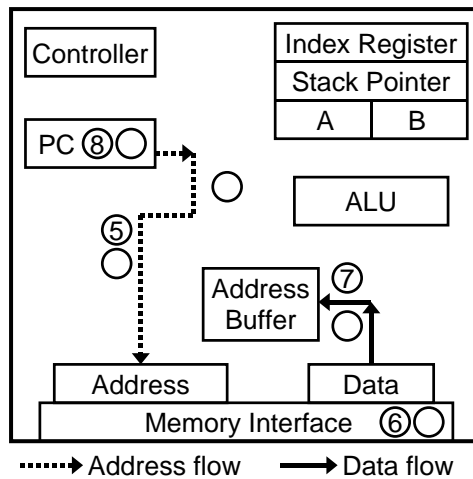 Index Register
Controller
Stack Pointer
A B
PC 8
ALU
5
7
Address
Buffer
Address Data
Memory Interface 6
Address flow Data flow